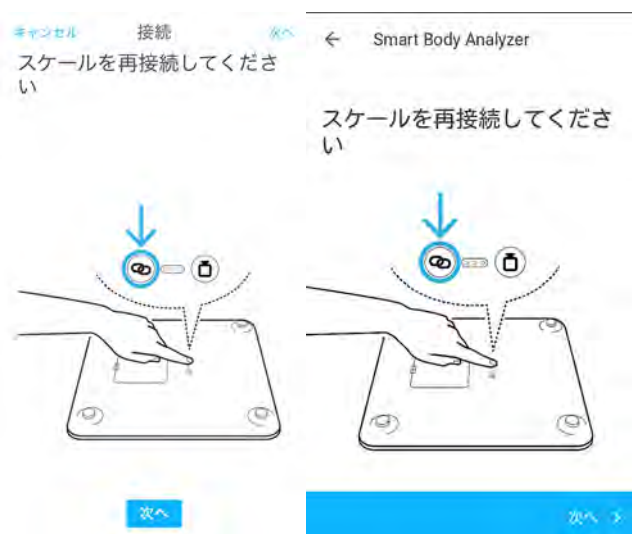 キャンセル 接続 次へ
スケールを再接続してくださ
い
次へ
← Smart Body Analyzer
スケールを再接続してくださ
い
次へ >